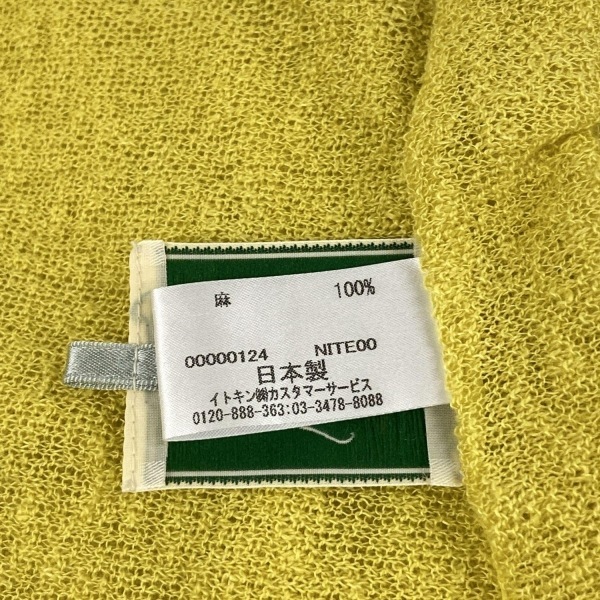 麻 100%
00000124 NITE00
日本製
イトキン㈱カスタマーサービス
0120-888-363:03-3478-8088